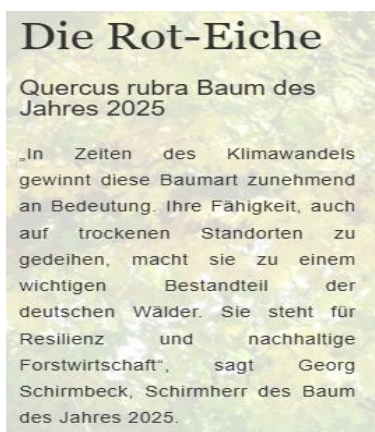 Die Rot-Eiche
Quercus rubra Baum des
Jahres 2025
„In Zeiten des Klimawandels
gewinnt diese Baumart zunehmend
an Bedeutung. Ihre Fähigkeit, auch
auf trockenen Standorten zu
gedeihen, macht sie zu einem
wichtigen Bestandteil der
deutschen Wälder. Sie steht für
Resilienz und nachhaltige
Forstwirtschaft“, sagt Georg
Schirmbeck, Schirmherr des Baum
des Jahres 2025.